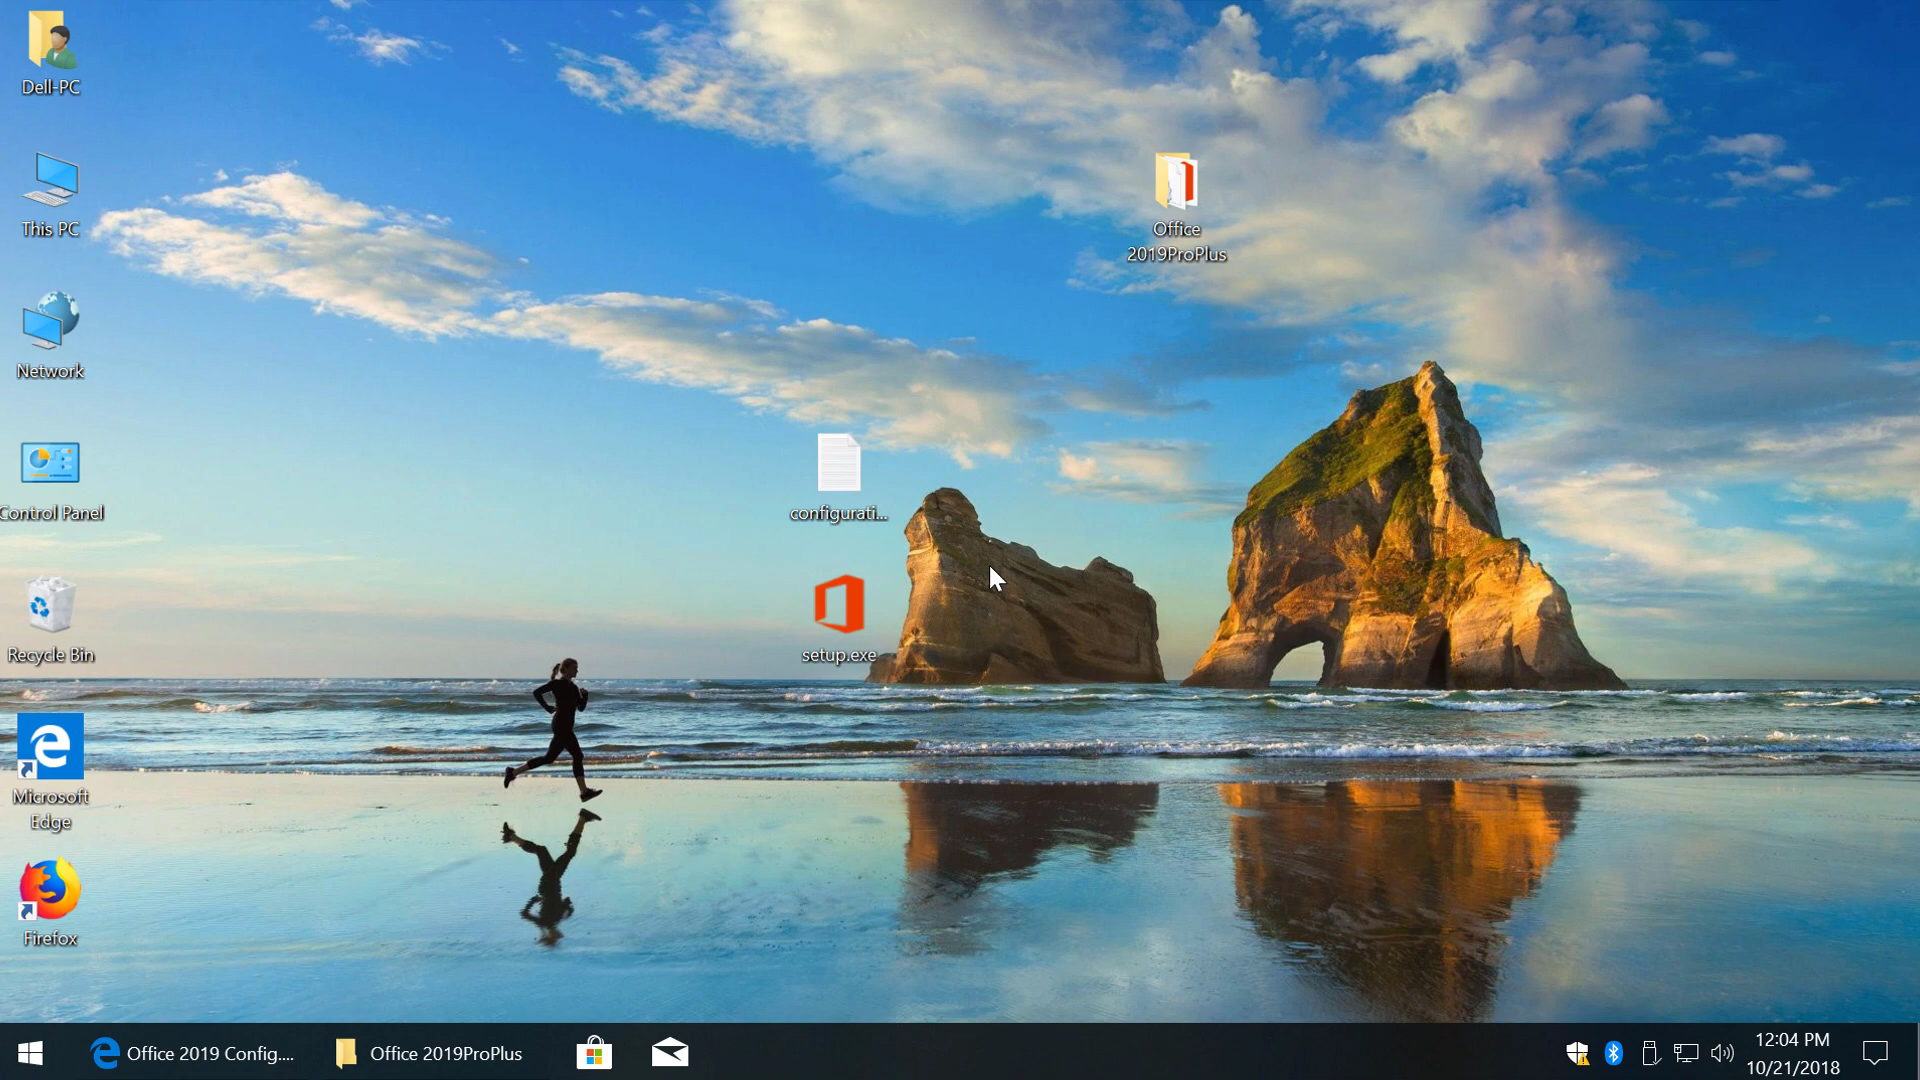 Dell-PC
This PC
Network
Control Panel
Recycle Bin
Microsoft
Edge
Firefox
Office
2019ProPlus
configurati...
setup.exe
Office 2019 Config....
Office 2019ProPlus
12:04 PM
10/21/2018